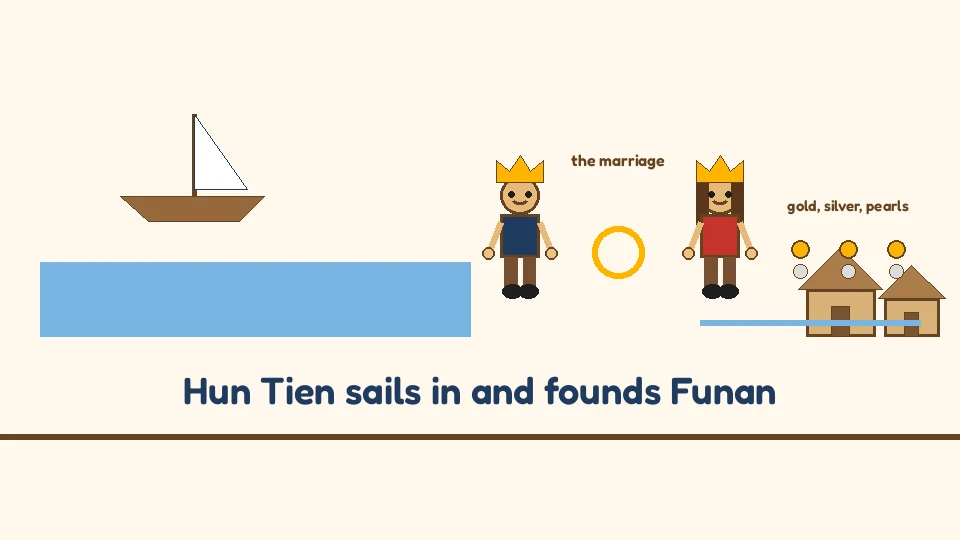 the marriage
gold, silver, pearls
Hun Tien sails in and founds Funan